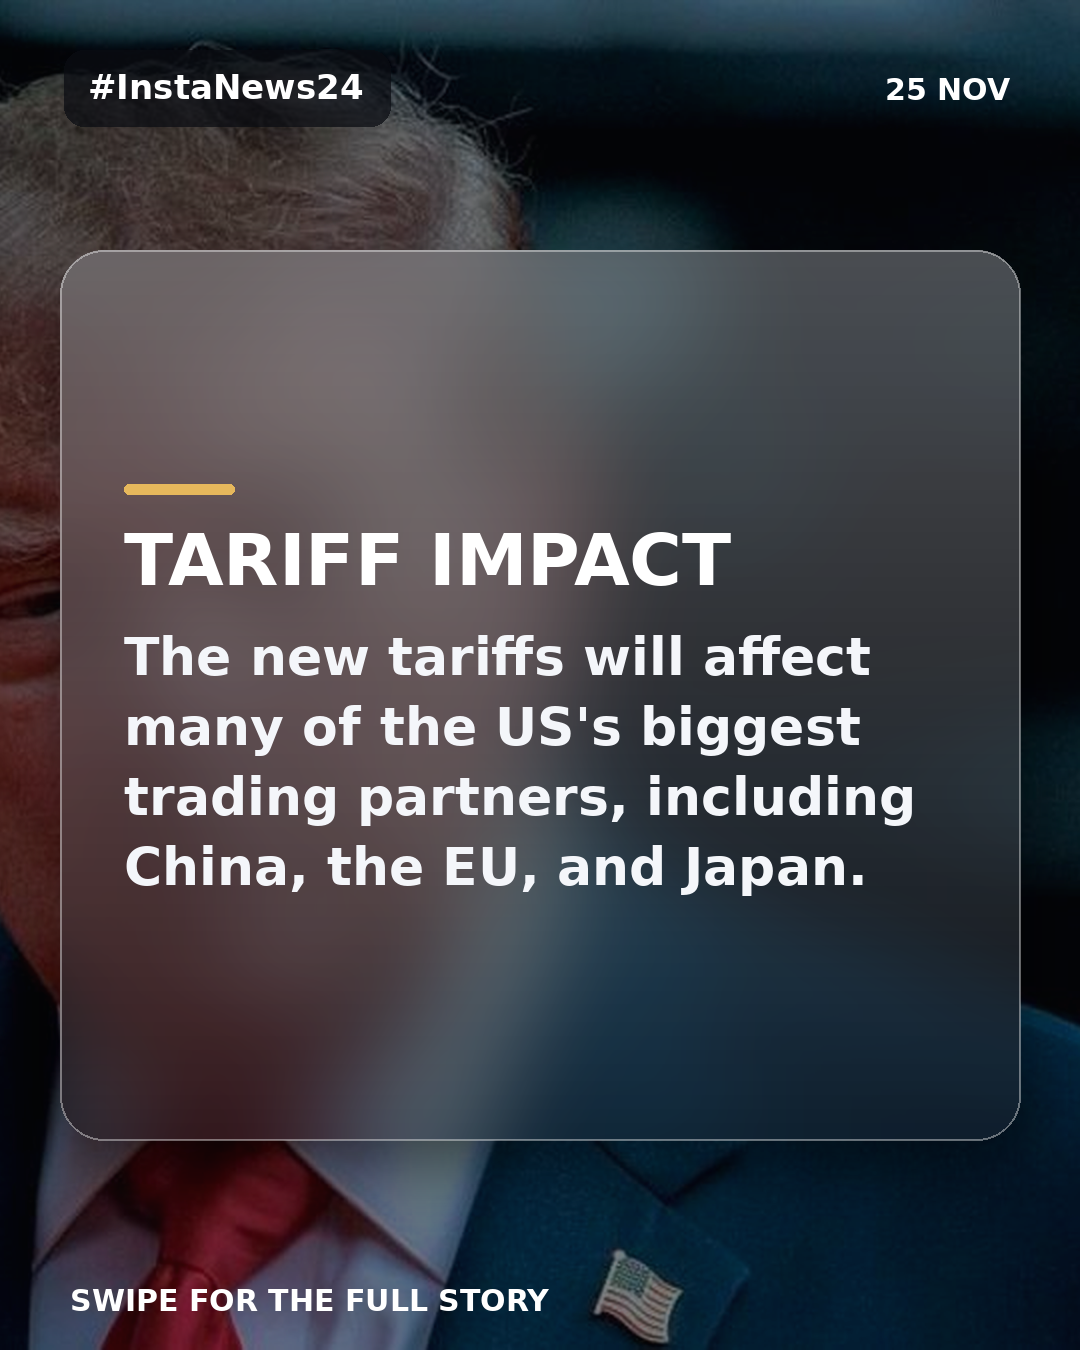 #InstaNews24
25 NOV
TARIFF IMPACT
The new tariffs will affect
many of the US's biggest
trading partners, including
China, the EU, and Japan.
SWIPE FOR THE FULL STORY